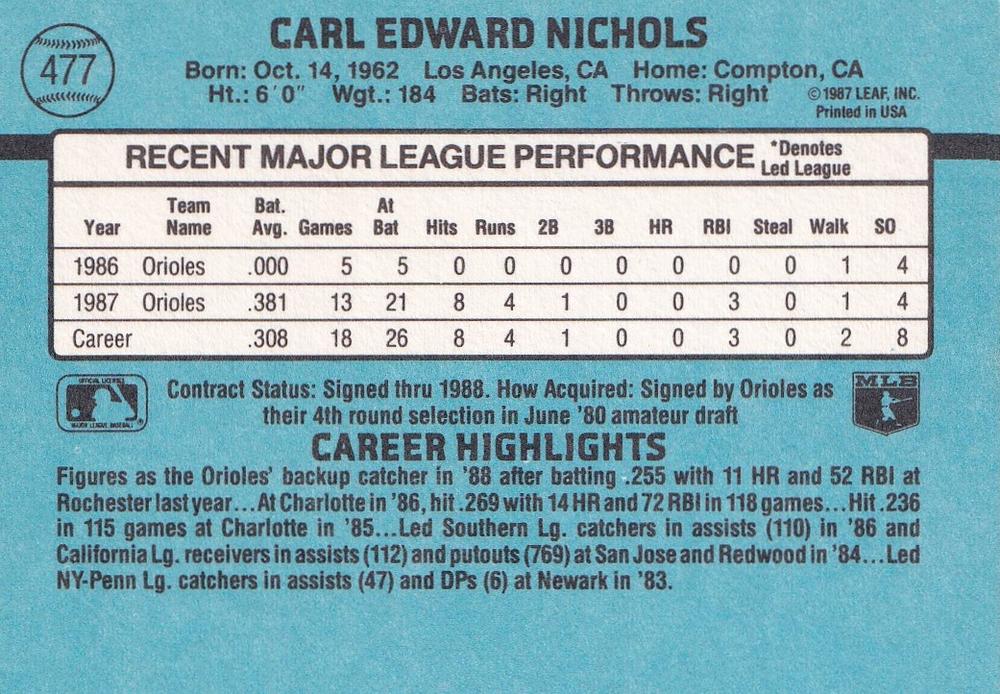 CARL EDWARD NICHOLS
477
Born: Oct. 14, 1962 Los Angeles, CA Home: Compton, CA
Ht.: 6'0" Wgt.: 184 Bats: Right Throws: Right ©1987 LEAF, INC.
Printed in USA
RECENT MAJOR LEAGUE PERFORMANCE *Denotes Led League
Year Team Name Bat. Avg. Games At Bat Hits Runs 2B 3B HR RBI Steal Walk SO
1986 Orioles .000 5 5 0 0 0 0 0 0 0 1 4
1987 Orioles .381 13 21 8 4 1 0 0 3 0 1 4
Career .308 18 26 8 4 1 0 0 3 0 2 8
OFFICIAL LICENSEE
MAJOR LEAGUE BASEBALL
MLB
Contract Status: Signed thru 1988. How Acquired: Signed by Orioles as
their 4th round selection in June '80 amateur draft
CAREER HIGHLIGHTS
Figures as the Orioles' backup catcher in '88 after batting .255 with 11 HR and 52 RBI at
Rochester last year...At Charlotte in '86, hit .269 with 14 HR and 72 RBI in 118 games...Hit .236
in 115 games at Charlotte in '85...Led Southern Lg. catchers in assists (110) in '86 and
California Lg. receivers in assists (112) and putouts (769) at San Jose and Redwood in '84...Led
NY-Penn Lg. catchers in assists (47) and DPs (6) at Newark in '83.